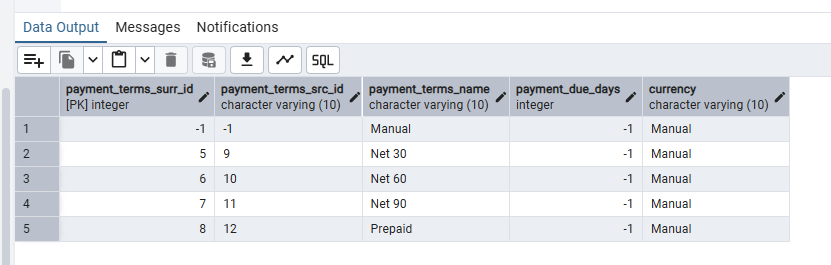 Data Output Messages Notifications
SQL
payment_terms_surr_id payment_terms_src_id payment_terms_name payment_due_days currency
[PK] integer character varying (10) character varying (10) integer character varying (10)
1 -1 -1 Manual -1 Manual
2 5 9 Net 30 -1 Manual
3 6 10 Net 60 -1 Manual
4 7 11 Net 90 -1 Manual
5 8 12 Prepaid -1 Manual